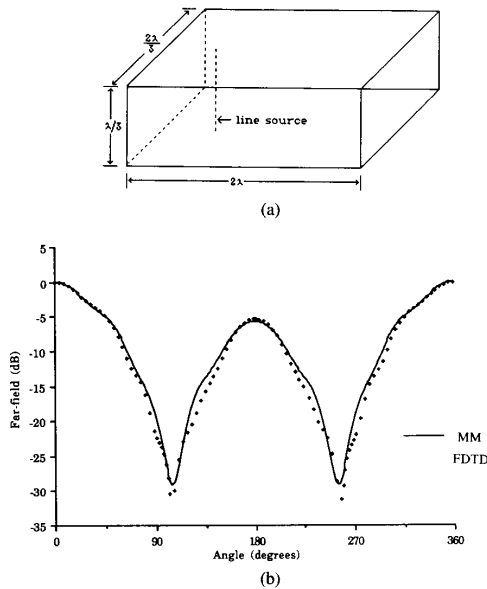 2λ
3
λ/3
line source
2λ
(a)
5
0
-5
-10
-15
-20
-25
-30
-35
Far-field (dB)
MM
FDTD
0
90
180
270
360
Angle (degrees)
(b)